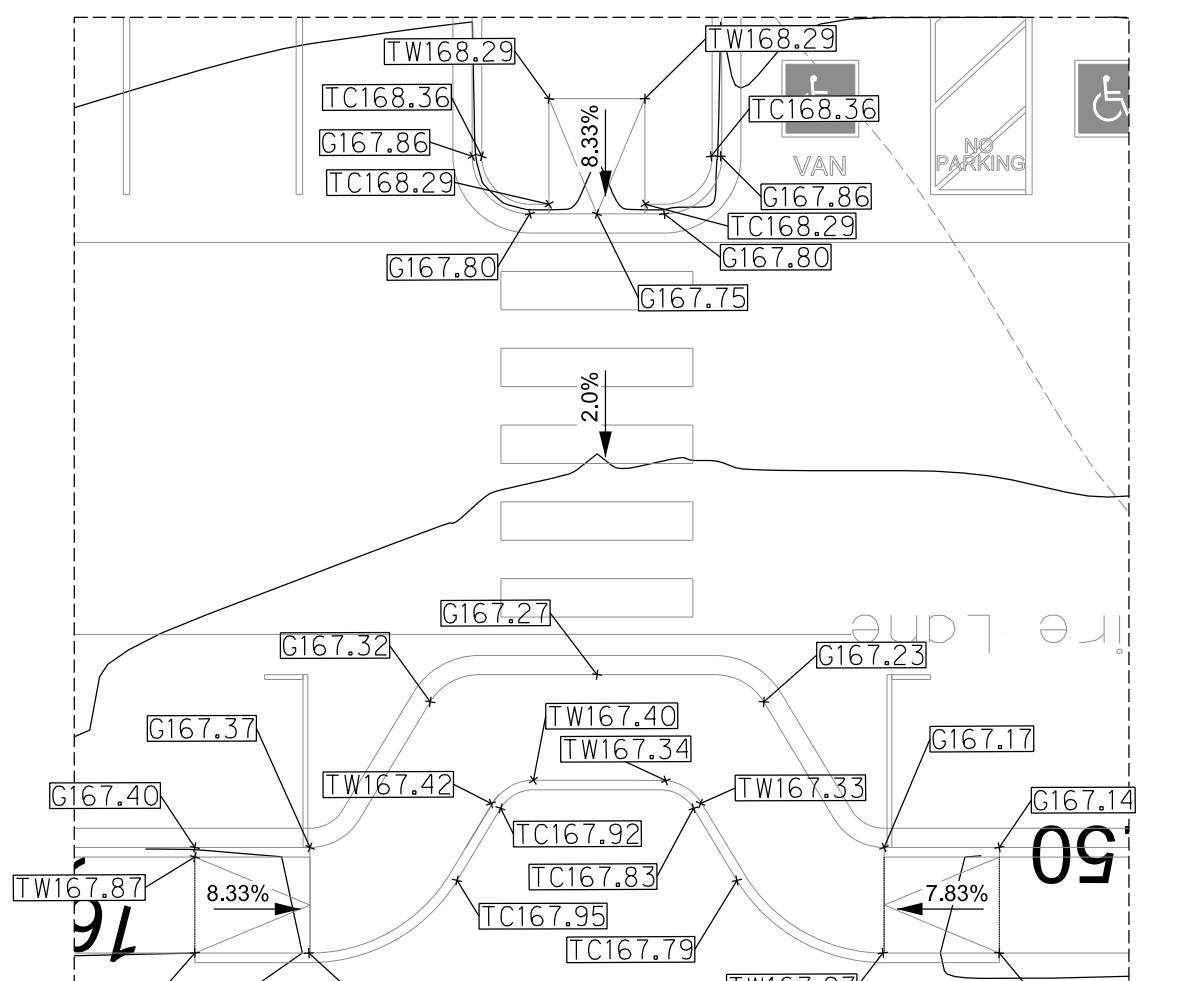 TW168.29
TW168.29
TC168.36
TC168.36
8.33%
G167.86
NO
PARKING
VAN
TC168.29
G167.86
TC168.29
G167.80
G167.80
G167.75
2.0%
G167.27
ire Lane
G167.32
G167.23
TW167.40
G167.37
G167.17
TW167.34
TW167.42
TW167.33
G167.40
G167.14
TC167.92
50
TC167.83
TW167.87
8.33%
7.83%
TC167.95
16
TC167.79